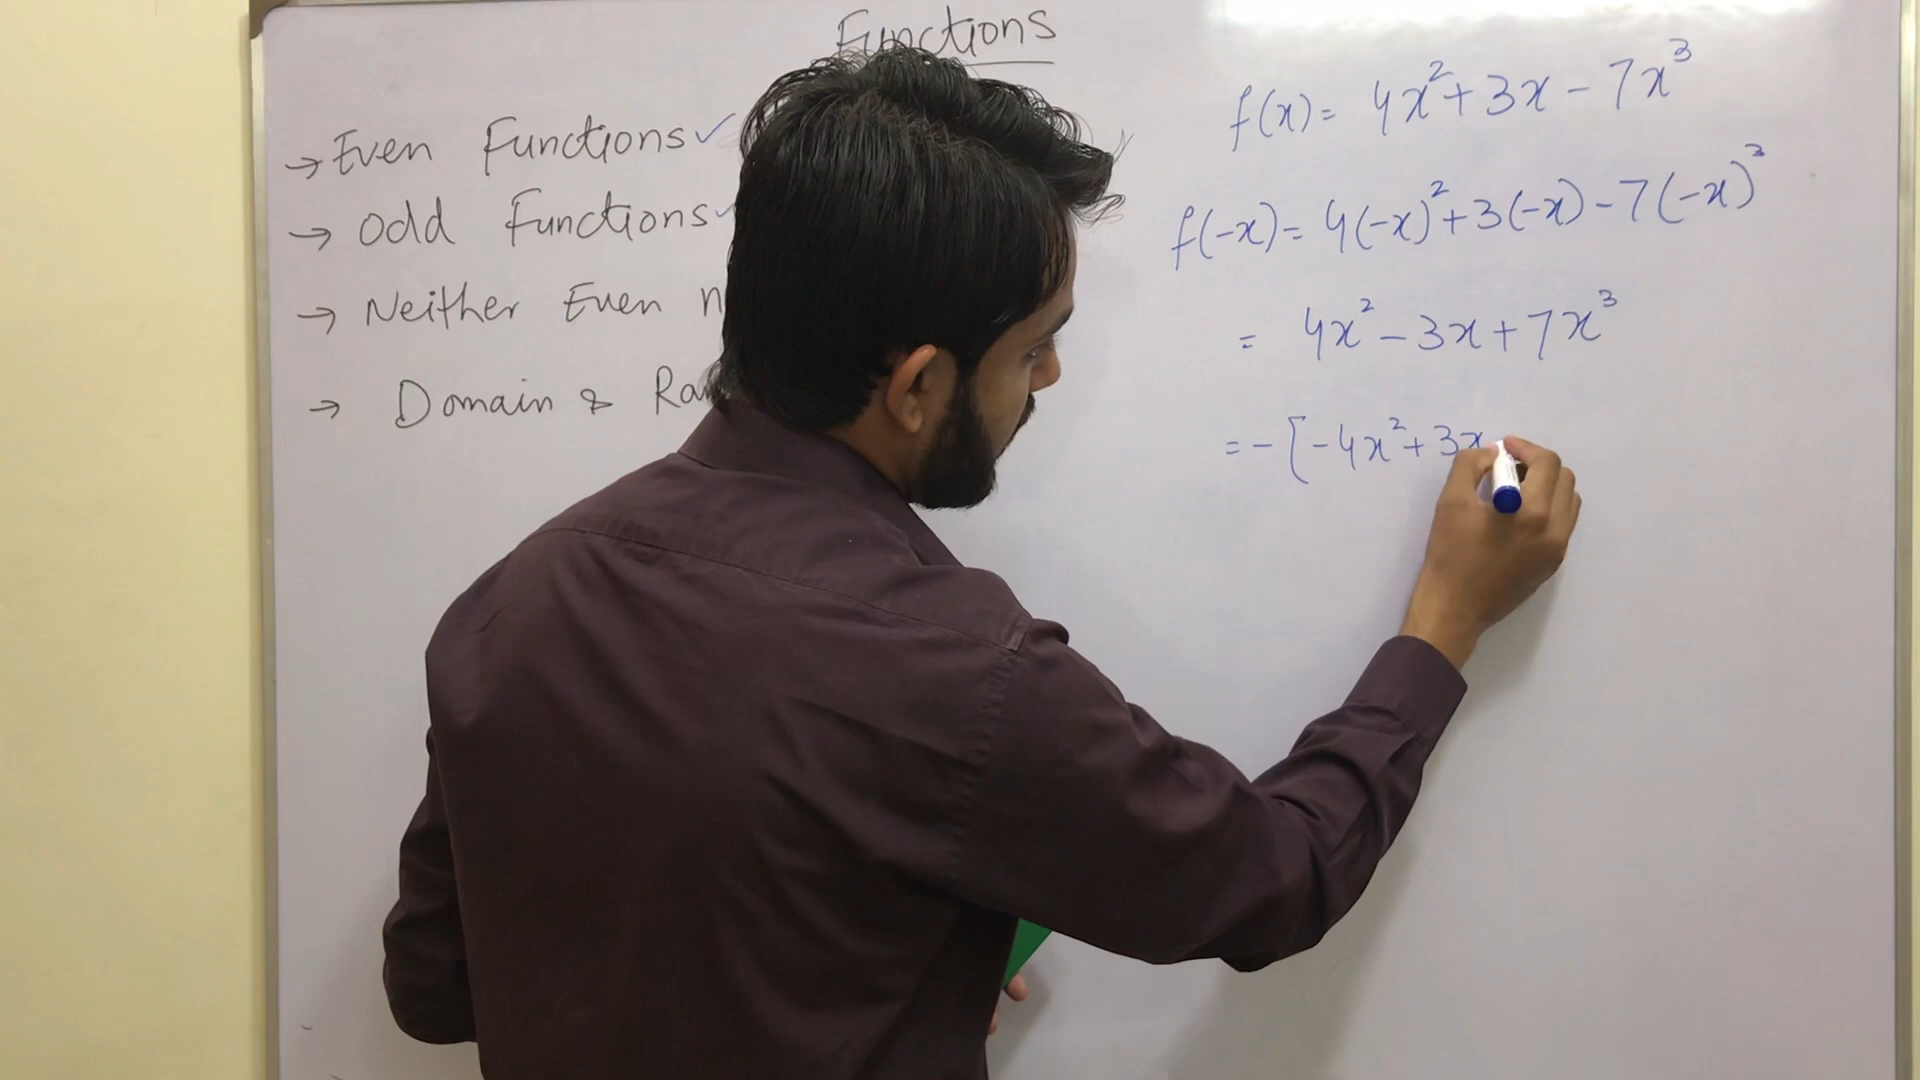 Functions
→ Even Functions ✓
→ Odd Functions ✓
→ Neither Even
→ Domain &
f(x) = 4x² + 3x - 7x³
f(-x) = 4(-x)² + 3(-x) - 7(-x)³
= 4x² - 3x + 7x³
= - [ -4x² + 3x